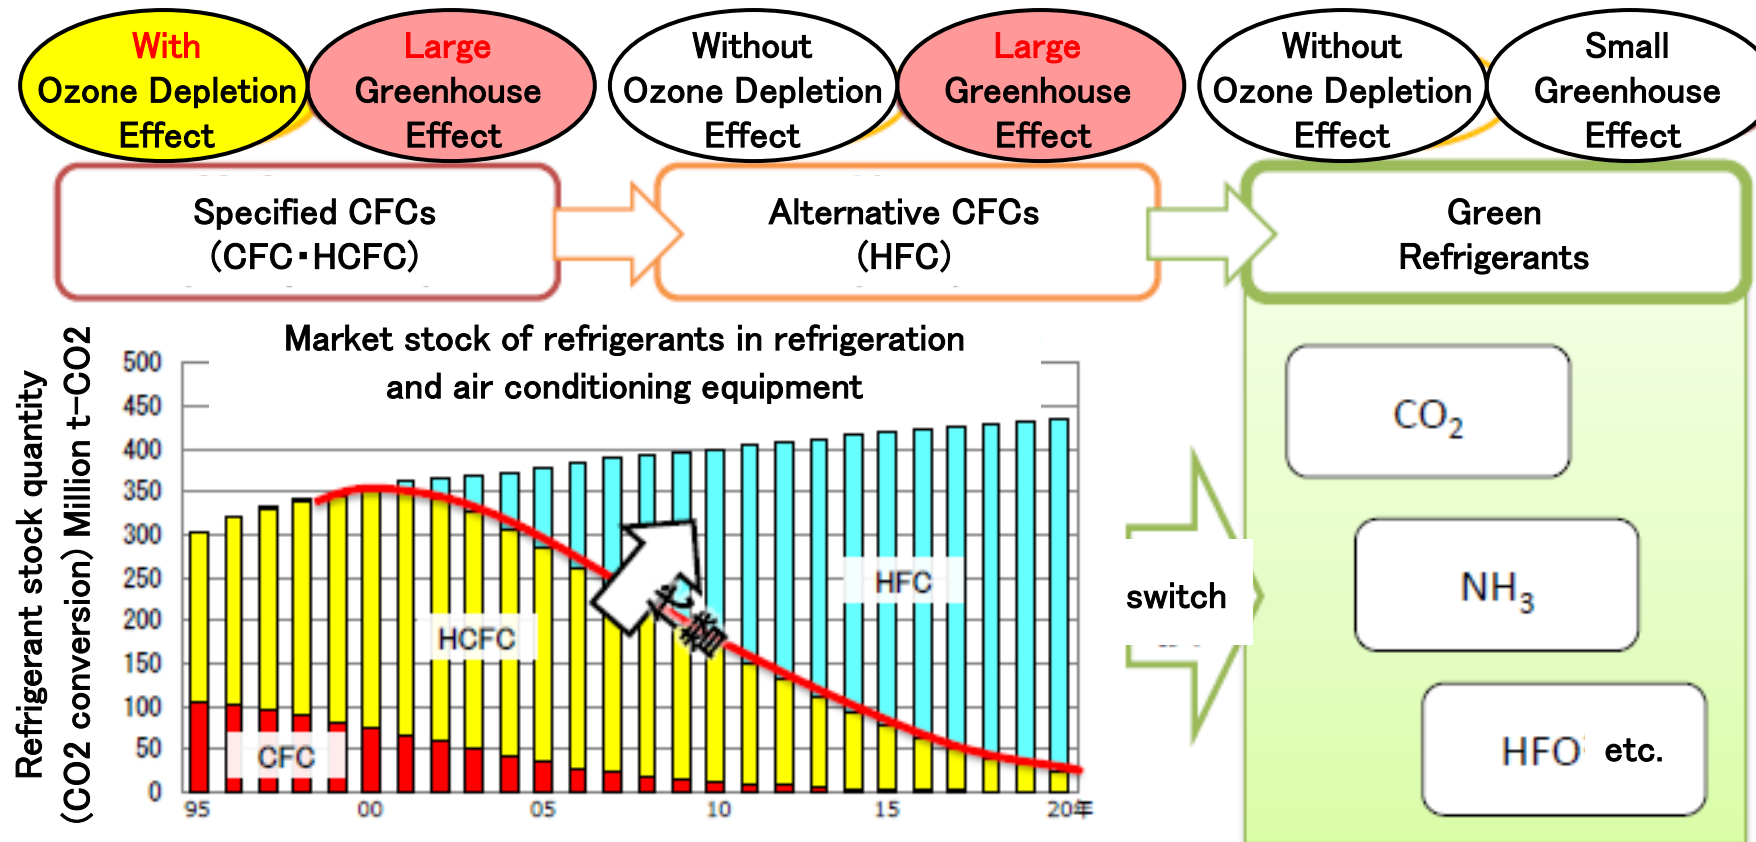 With
Ozone Depletion
Effect
Large
Greenhouse
Effect
Without
Ozone Depletion
Effect
Large
Greenhouse
Effect
Without
Ozone Depletion
Effect
Small
Greenhouse
Effect
Specified CFCs
(CFC・HCFC)
Alternative CFCs
(HFC)
Green
Refrigerants
Market stock of refrigerants in refrigeration
and air conditioning equipment
Refrigerant stock quantity
(CO2 conversion) Million t-CO2
500
450
400
350
300
250
200
150
100
50
0
95
00
05
10
15
20年
CFC
HCFC
HFC
代替
switch
CO₂
NH₃
HFO etc.